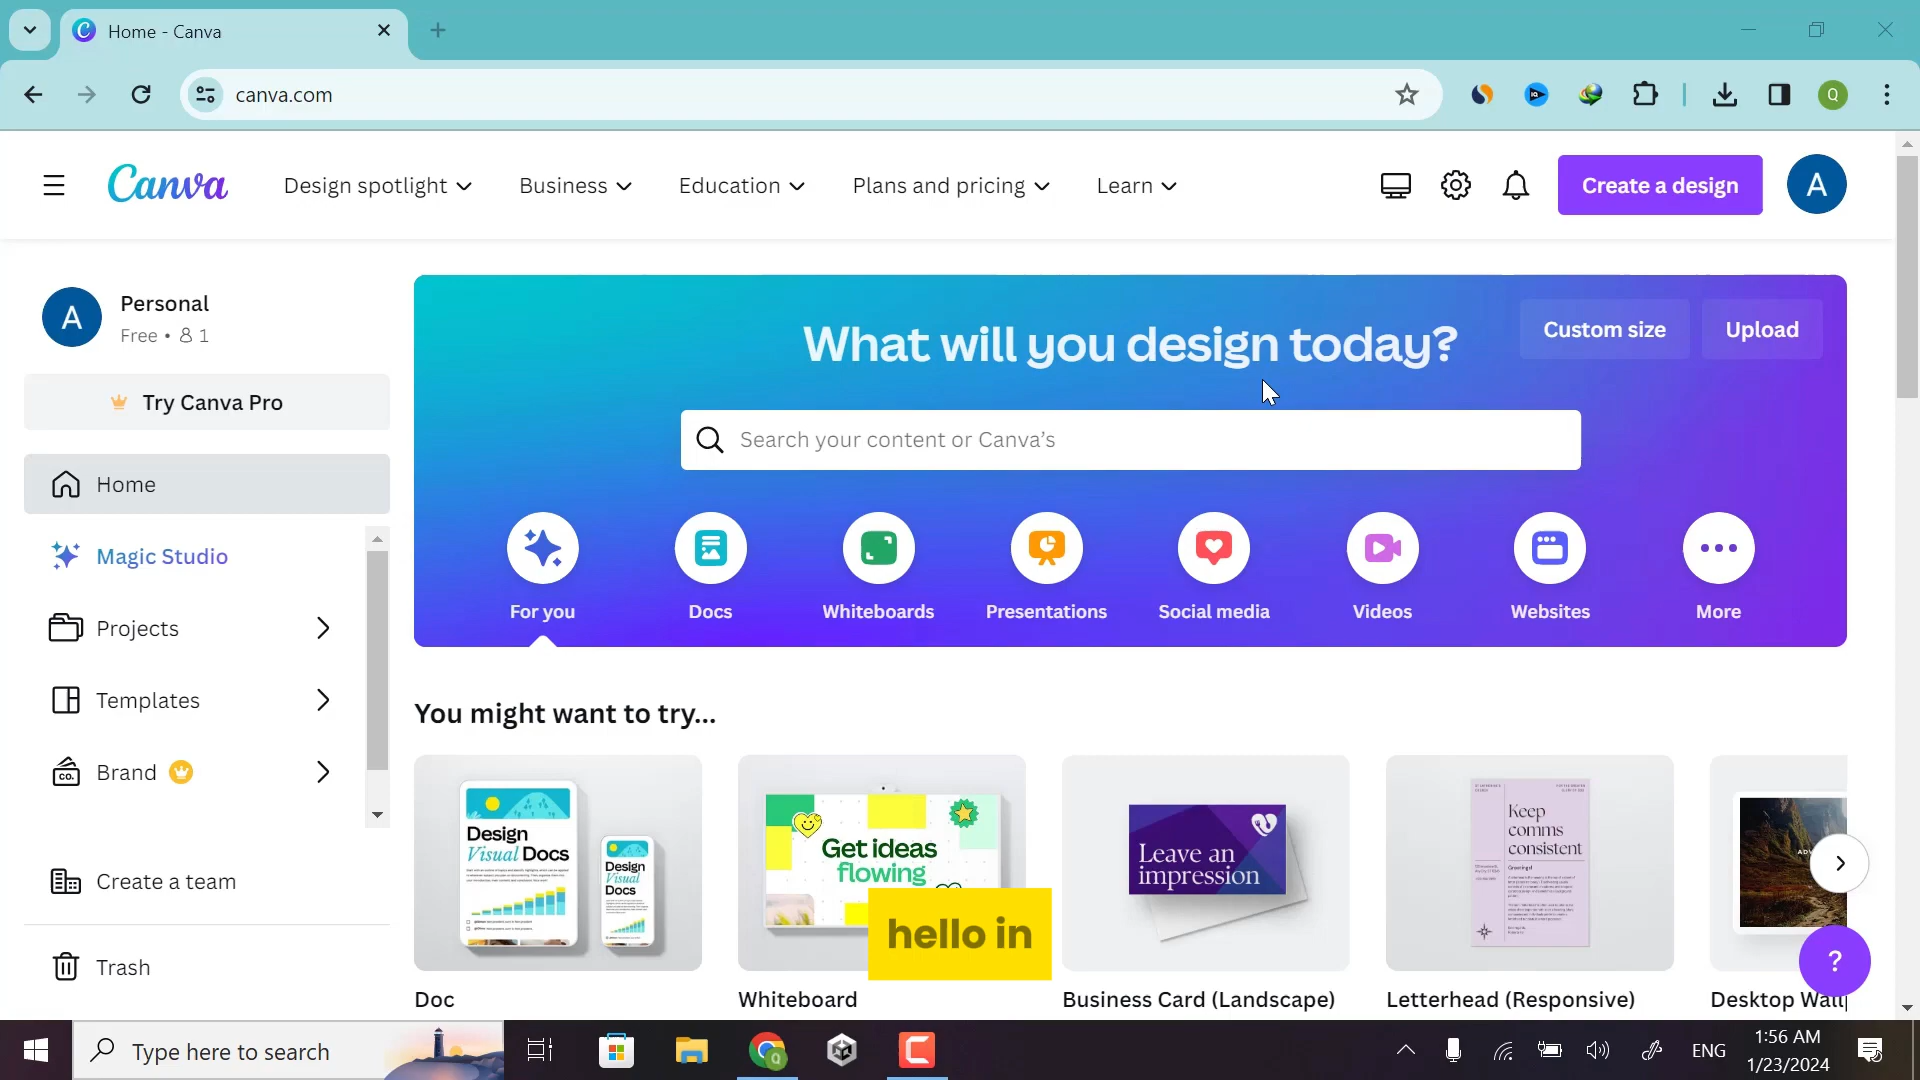 Home - Canva
canva.com
Q
Canva
Design spotlight
Business
Education
Plans and pricing
Learn
Create a design
A
A
Personal
Free • 1
Try Canva Pro
Home
Magic Studio
Projects
Templates
CO.
Brand
Create a team
Trash
What will you design today?
Custom size
Upload
Search your content or Canva's
For you
Docs
Whiteboards
Presentations
Social media
Videos
Websites
More
You might want to try...
Design
Visual Docs
Design
Visual
Docs
Get ideas
flowing
Leave an
impression
Keep
comms
consistent
hello in
?
Doc
Whiteboard
Business Card (Landscape)
Letterhead (Responsive)
Desktop Wall
Type here to search
Q
ENG
1:56 AM
1/23/2024